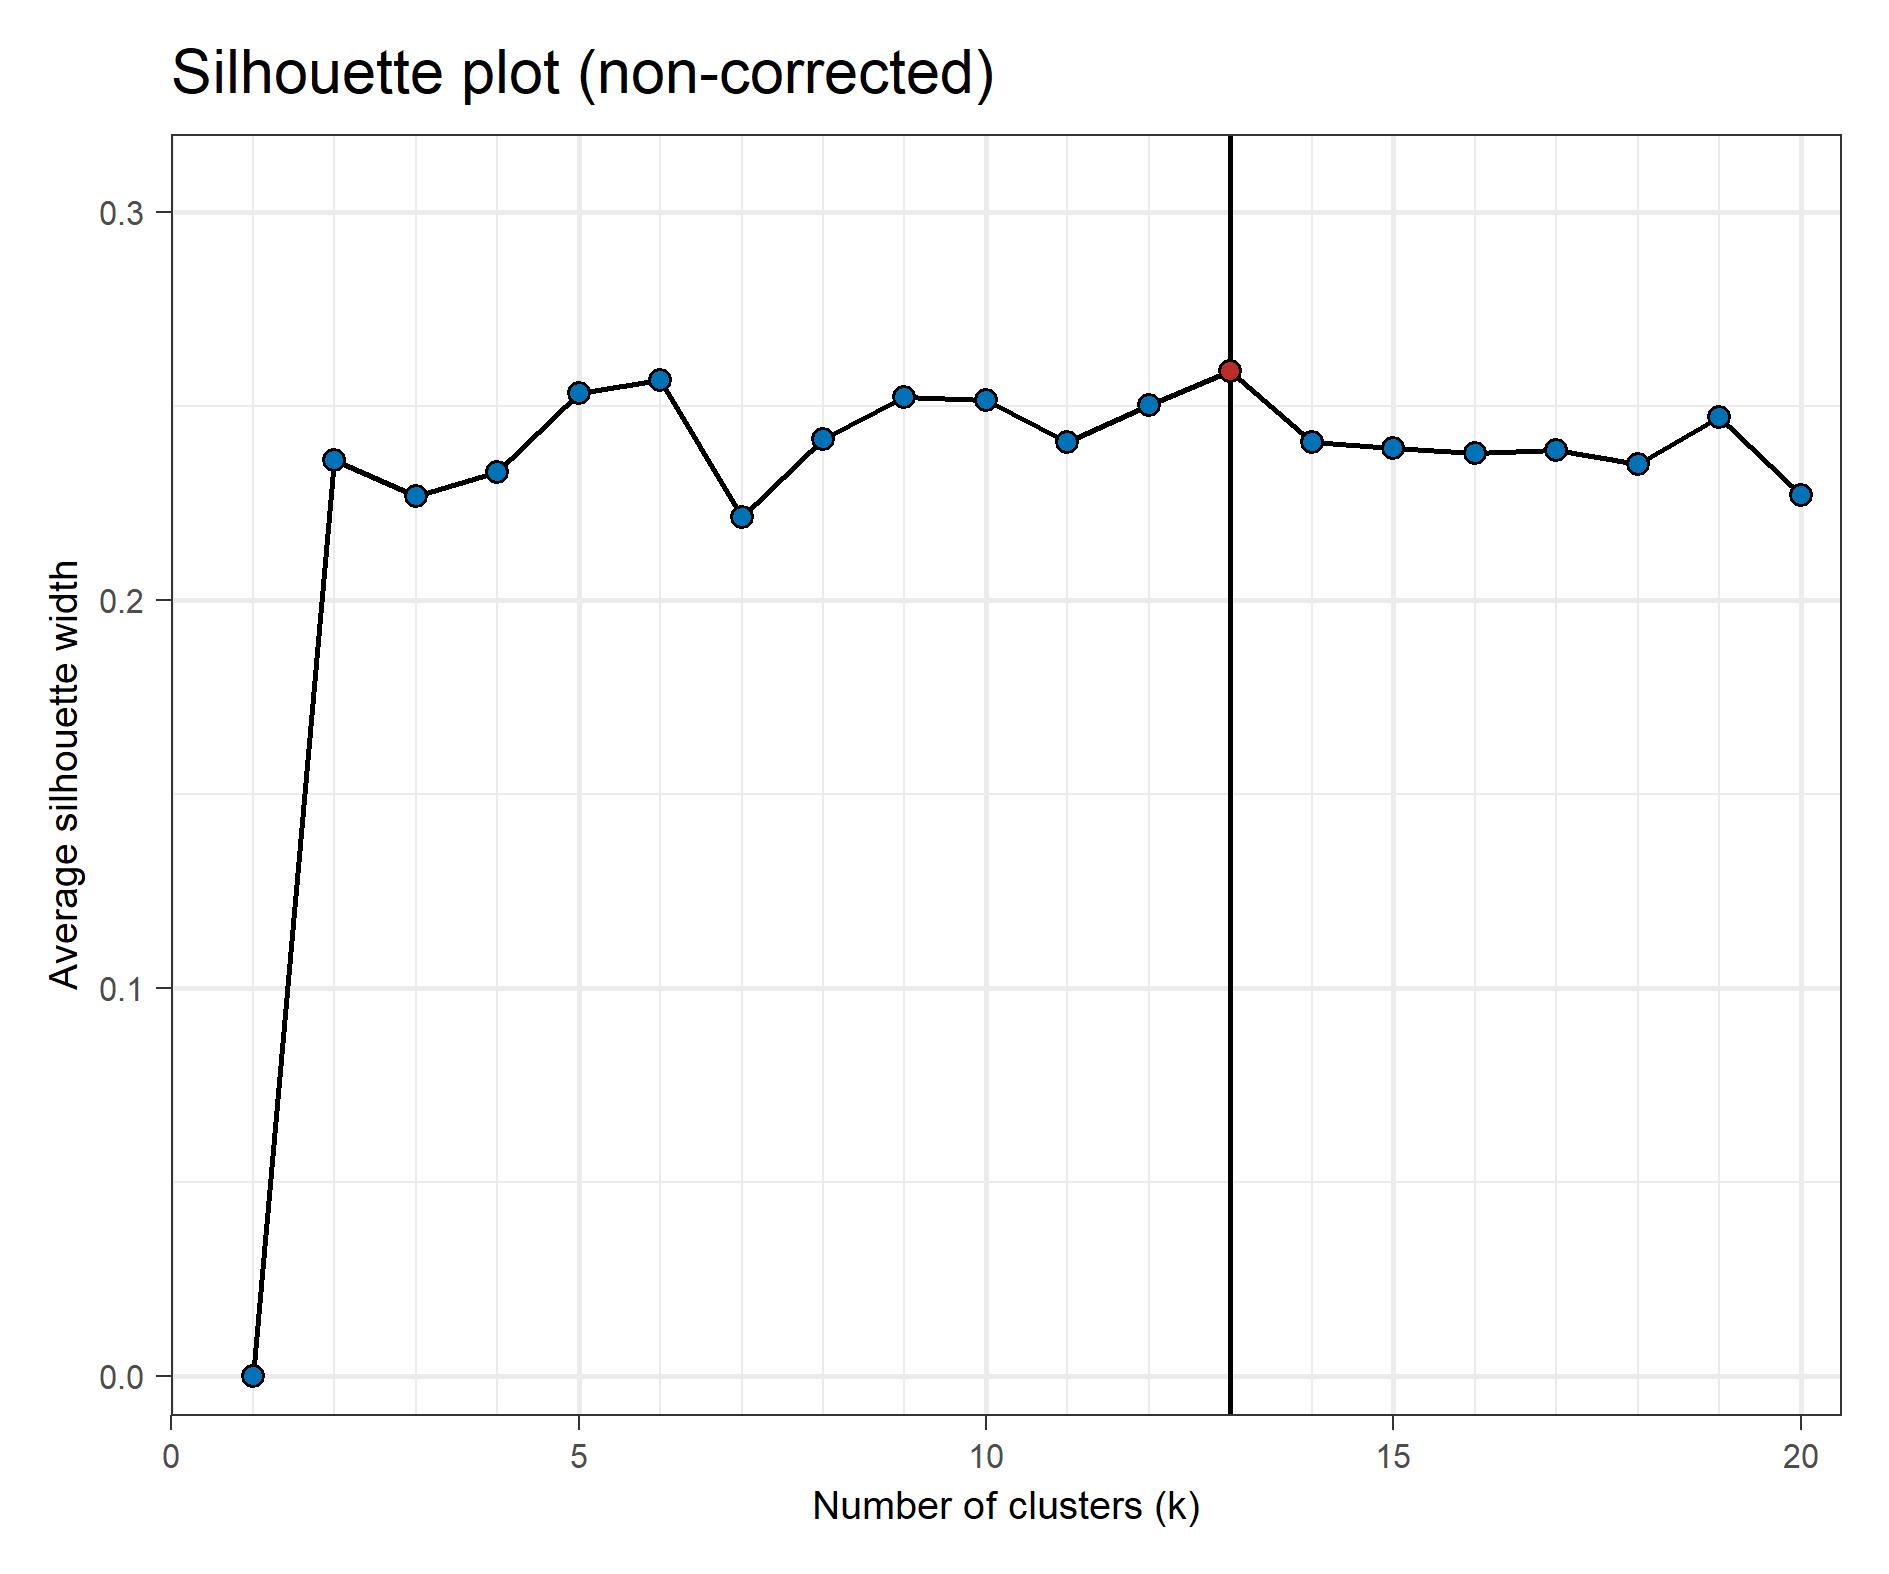 Silhouette plot (non-corrected)
0.3
0.2
0.1
0.0
Average silhouette width
0 5 10 15 20
Number of clusters (k)